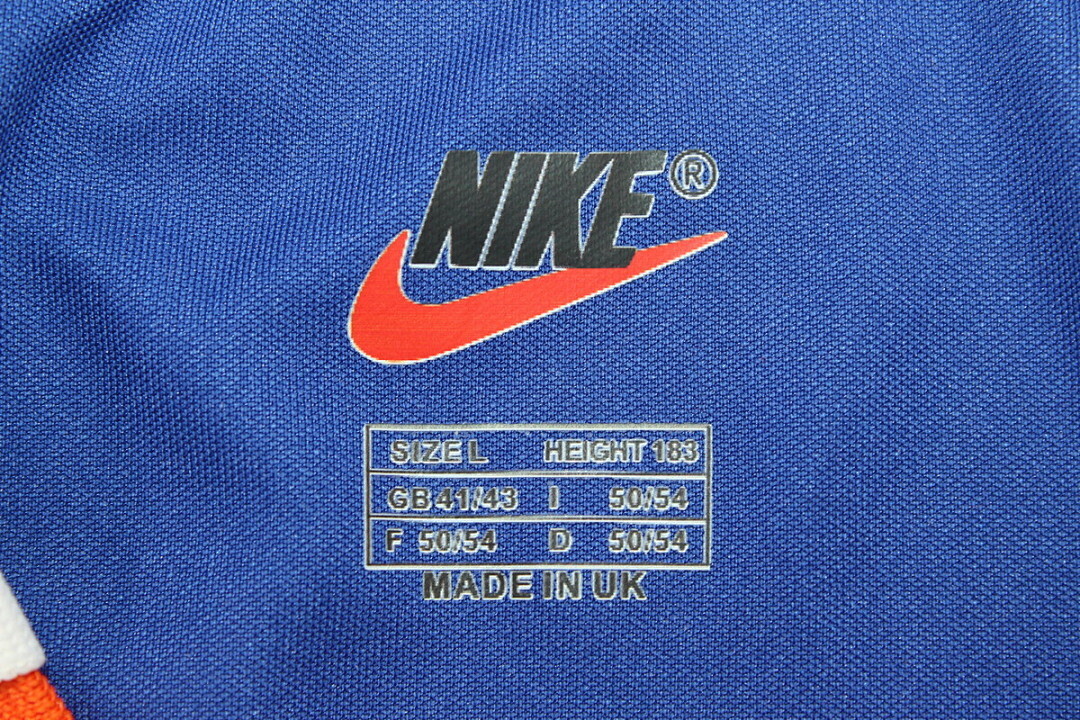 NIKE®
SIZE L HEIGHT 183
GB 41/43 I 50/54
F 50/54 D 50/54
MADE IN UK